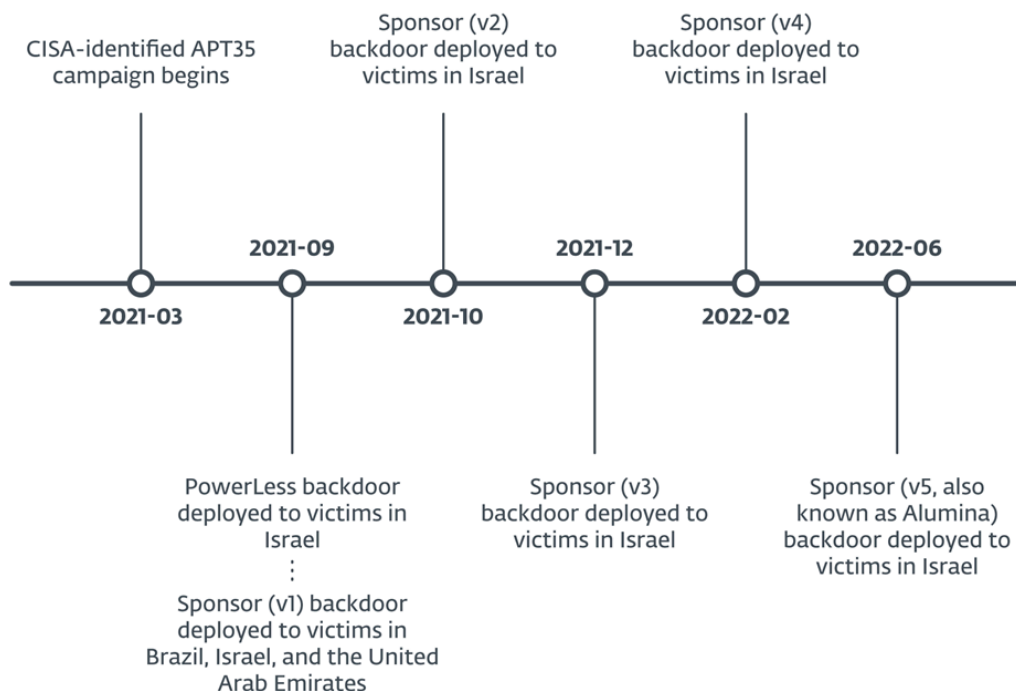 CISA-identified APT35
campaign begins
Sponsor (v2)
backdoor deployed to
victims in Israel
Sponsor (v4)
backdoor deployed to
victims in Israel
2021-09
2021-12
2022-06
2021-03
2021-10
2022-02
PowerLess backdoor
deployed to victims in
Israel
Sponsor (v1) backdoor
deployed to victims in
Brazil, Israel, and the United
Arab Emirates
Sponsor (v3)
backdoor deployed to
victims in Israel
Sponsor (v5, also
known as Alumina)
backdoor deployed to
victims in Israel